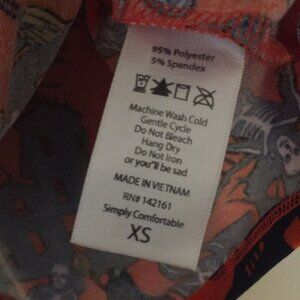 95% Polyester
5% Spandex
Machine Wash Cold
Gentle Cycle
Do Not Bleach
Hang Dry
Do Not Iron
or you'll be sad
MADE IN VIETNAM
RN# 142161
Simply Comfortable
XS